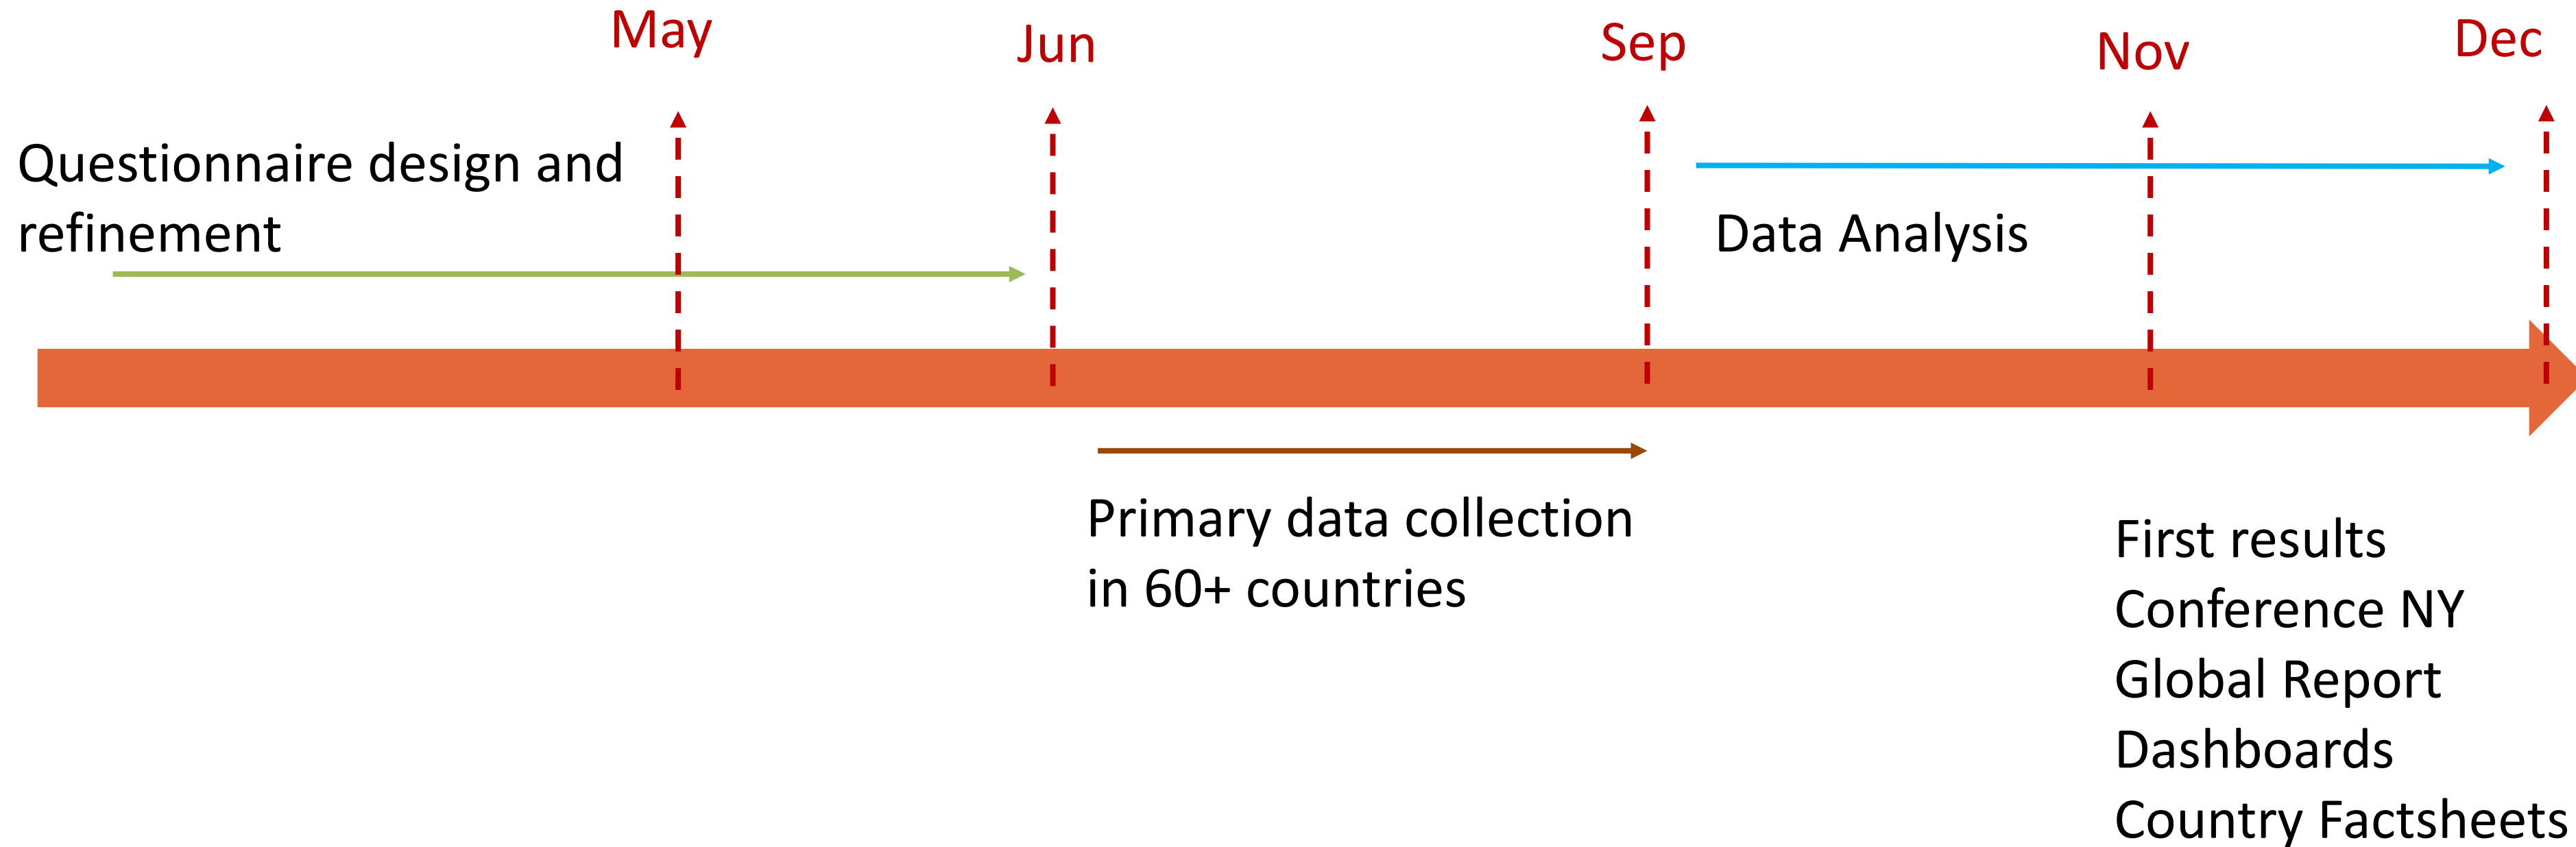 May
Jun
Sep
Nov
Dec
Questionnaire design and
refinement
Data Analysis
Primary data collection
in 60+ countries
First results
Conference NY
Global Report
Dashboards
Country Factsheets